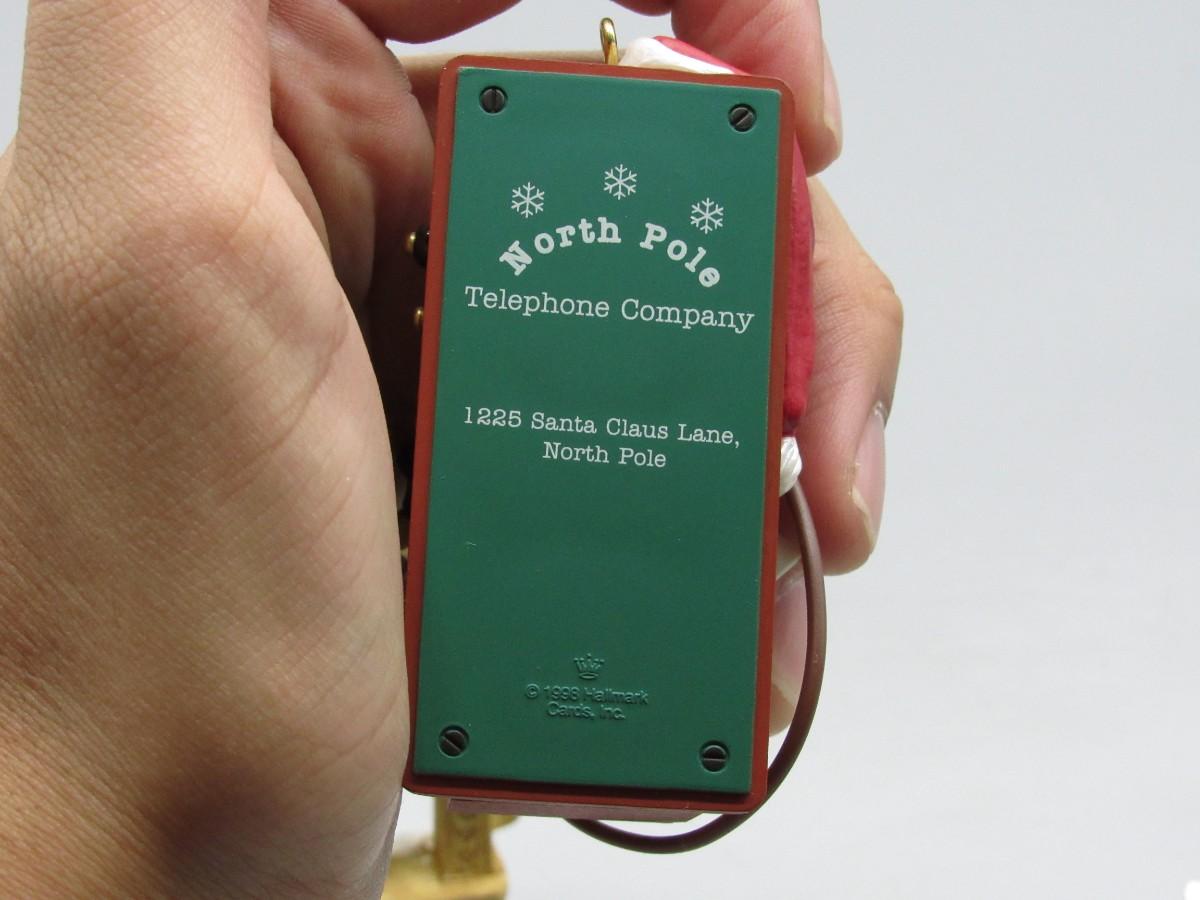 North Pole
Telephone Company
1225 Santa Claus Lane,
North Pole
© 1998 Hallmark
Cards, Inc.